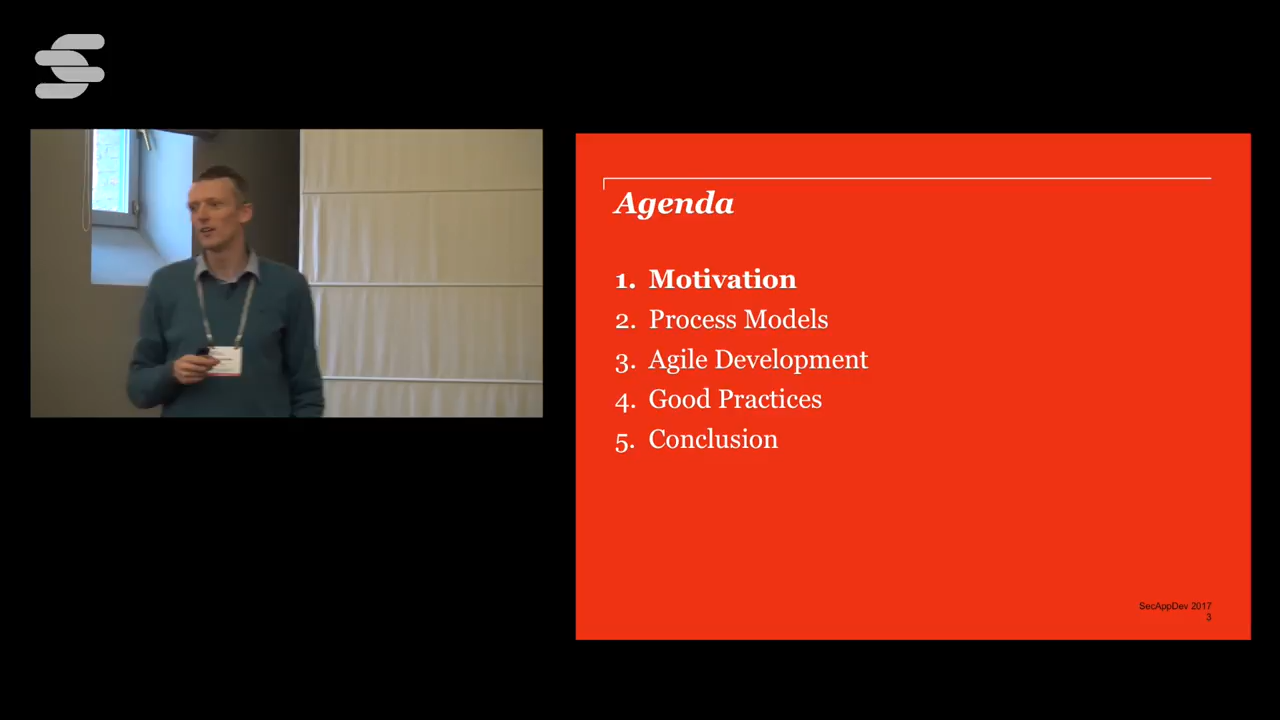 Agenda
1. Motivation
2. Process Models
3. Agile Development
4. Good Practices
5. Conclusion
SecAppDev 2017
3